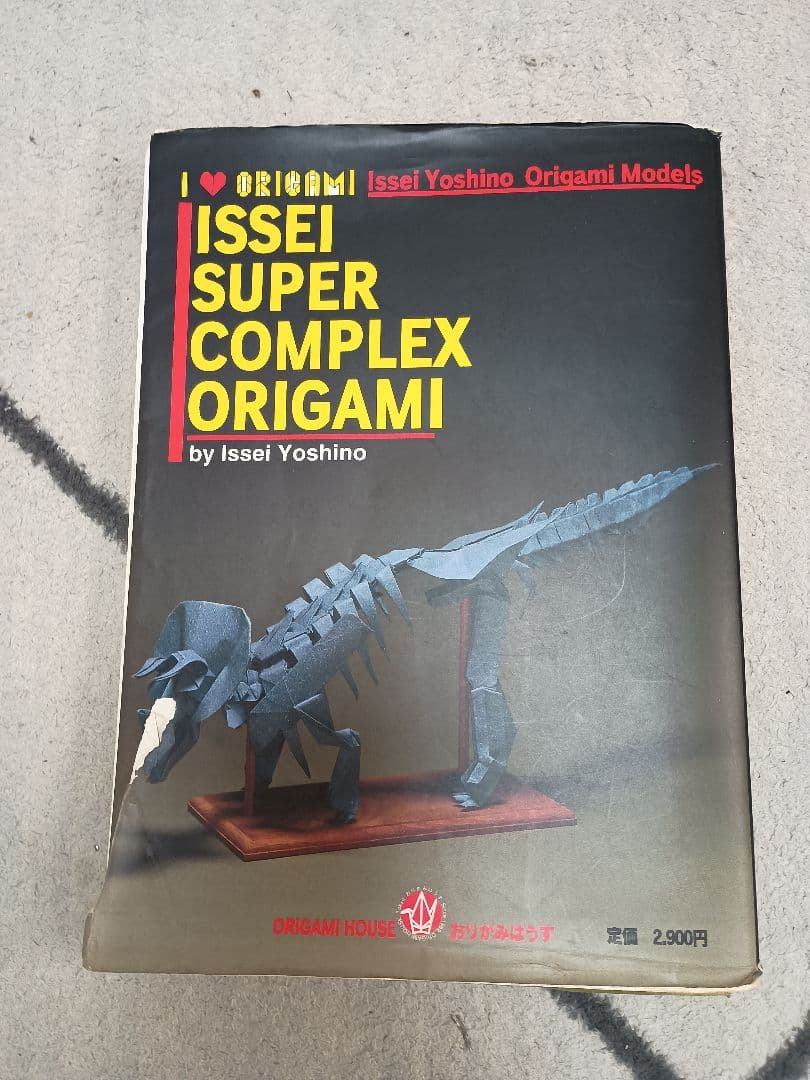 I ❤ ORIGAMI Issei Yoshino Origami Models
ISSEI
SUPER
COMPLEX
ORIGAMI
by Issei Yoshino
ORIGAMI HOUSE おりがみはうす
定価 2.900円